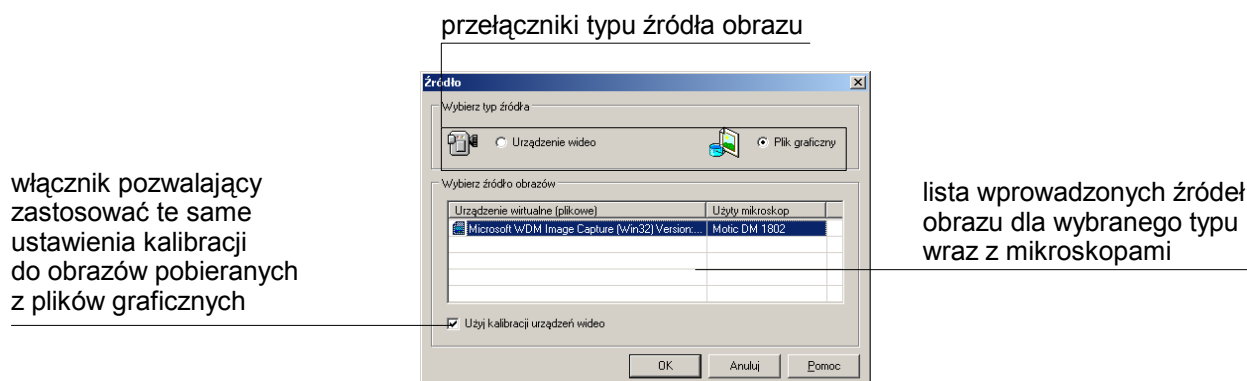 przełączniki typu źródła obrazu
Źródło
Wybierz typ źródła
Urządzenie wideo
Plik graficzny
włącznik pozwalający
zastosować te same
ustawienia kalibracji
do obrazów pobieranych
z plików graficznych
Wybierz źródło obrazów
Urządzenie wirtualne (plikowe) Użyty mikroskop
Microsoft WDM Image Capture (Win32) Version:... Motic DM 1802
Użyj kalibracji urządzeń wideo
OK Anuluj Pomoc
lista wprowadzonych źródeł
obrazu dla wybranego typu
wraz z mikroskopami